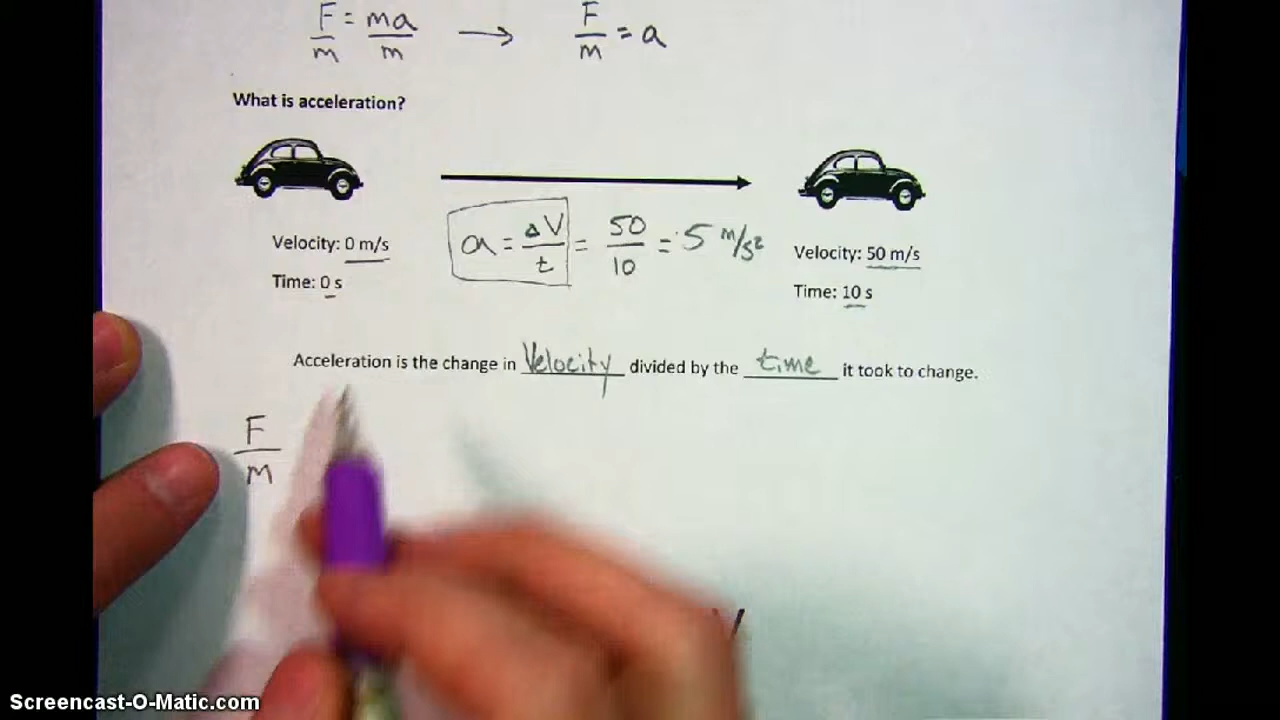 F/m = ma/m → F/m = a
What is acceleration?
a = ΔV/t = 50/10 = 5 m/s²
Velocity: 0 m/s
Velocity: 50 m/s
Time: 0 s
Time: 10 s
Acceleration is the change in Velocity divided by the time it took to change.
F/m
Screencast-O-Matic.com